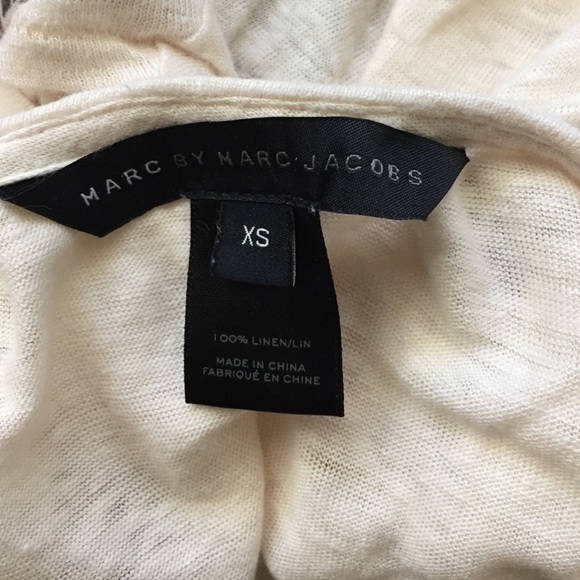 MARC BY MARC JACOBS
XS
100% LINEN/LIN
MADE IN CHINA
FABRIQUÉ EN CHINE